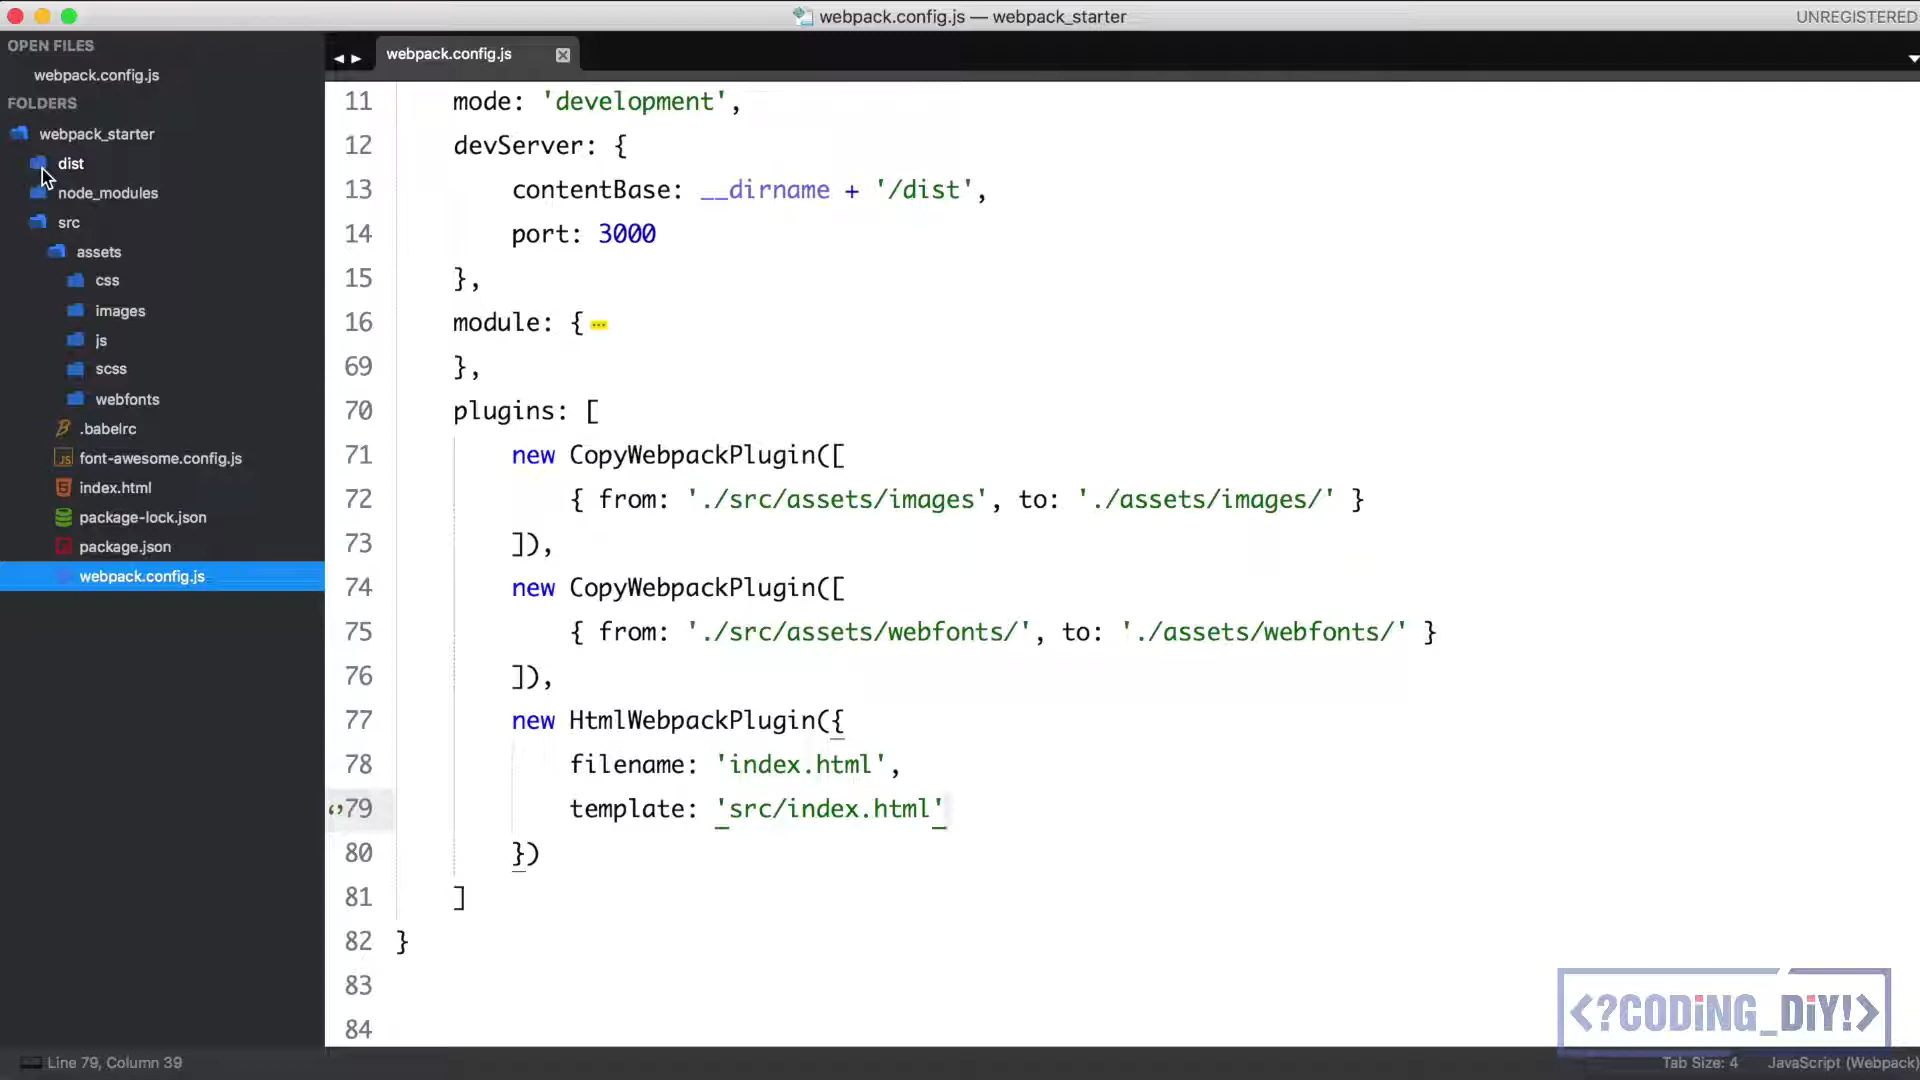 webpack.config.js — webpack_starter
UNREGISTERED
OPEN FILES
webpack.config.js
FOLDERS
webpack_starter
dist
node_modules
src
assets
css
images
js
scss
webfonts
.babelrc
font-awesome.config.js
index.html
package-lock.json
package.json
webpack.config.js
webpack.config.js
11 mode: 'development',
12 devServer: {
13 contentBase: __dirname + '/dist',
14 port: 3000
15 },
16 module: {
69 },
70 plugins: [
71 new CopyWebpackPlugin([
72 { from: './src/assets/images', to: './assets/images/' }
73 ]),
74 new CopyWebpackPlugin([
75 { from: './src/assets/webfonts/', to: './assets/webfonts/' }
76 ]),
77 new HtmlWebpackPlugin({
78 filename: 'index.html',
79 template: 'src/index.html'
80 })
81 ]
82 }
83
84
<?CODiNG_DiY!>
Line 79, Column 39
Tab Size: 4
JavaScript (Webpack)